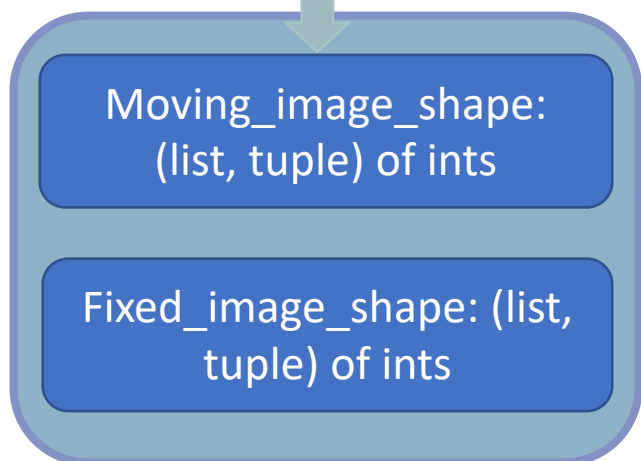 Moving_image_shape:
(list, tuple) of ints
Fixed_image_shape: (list,
tuple) of ints